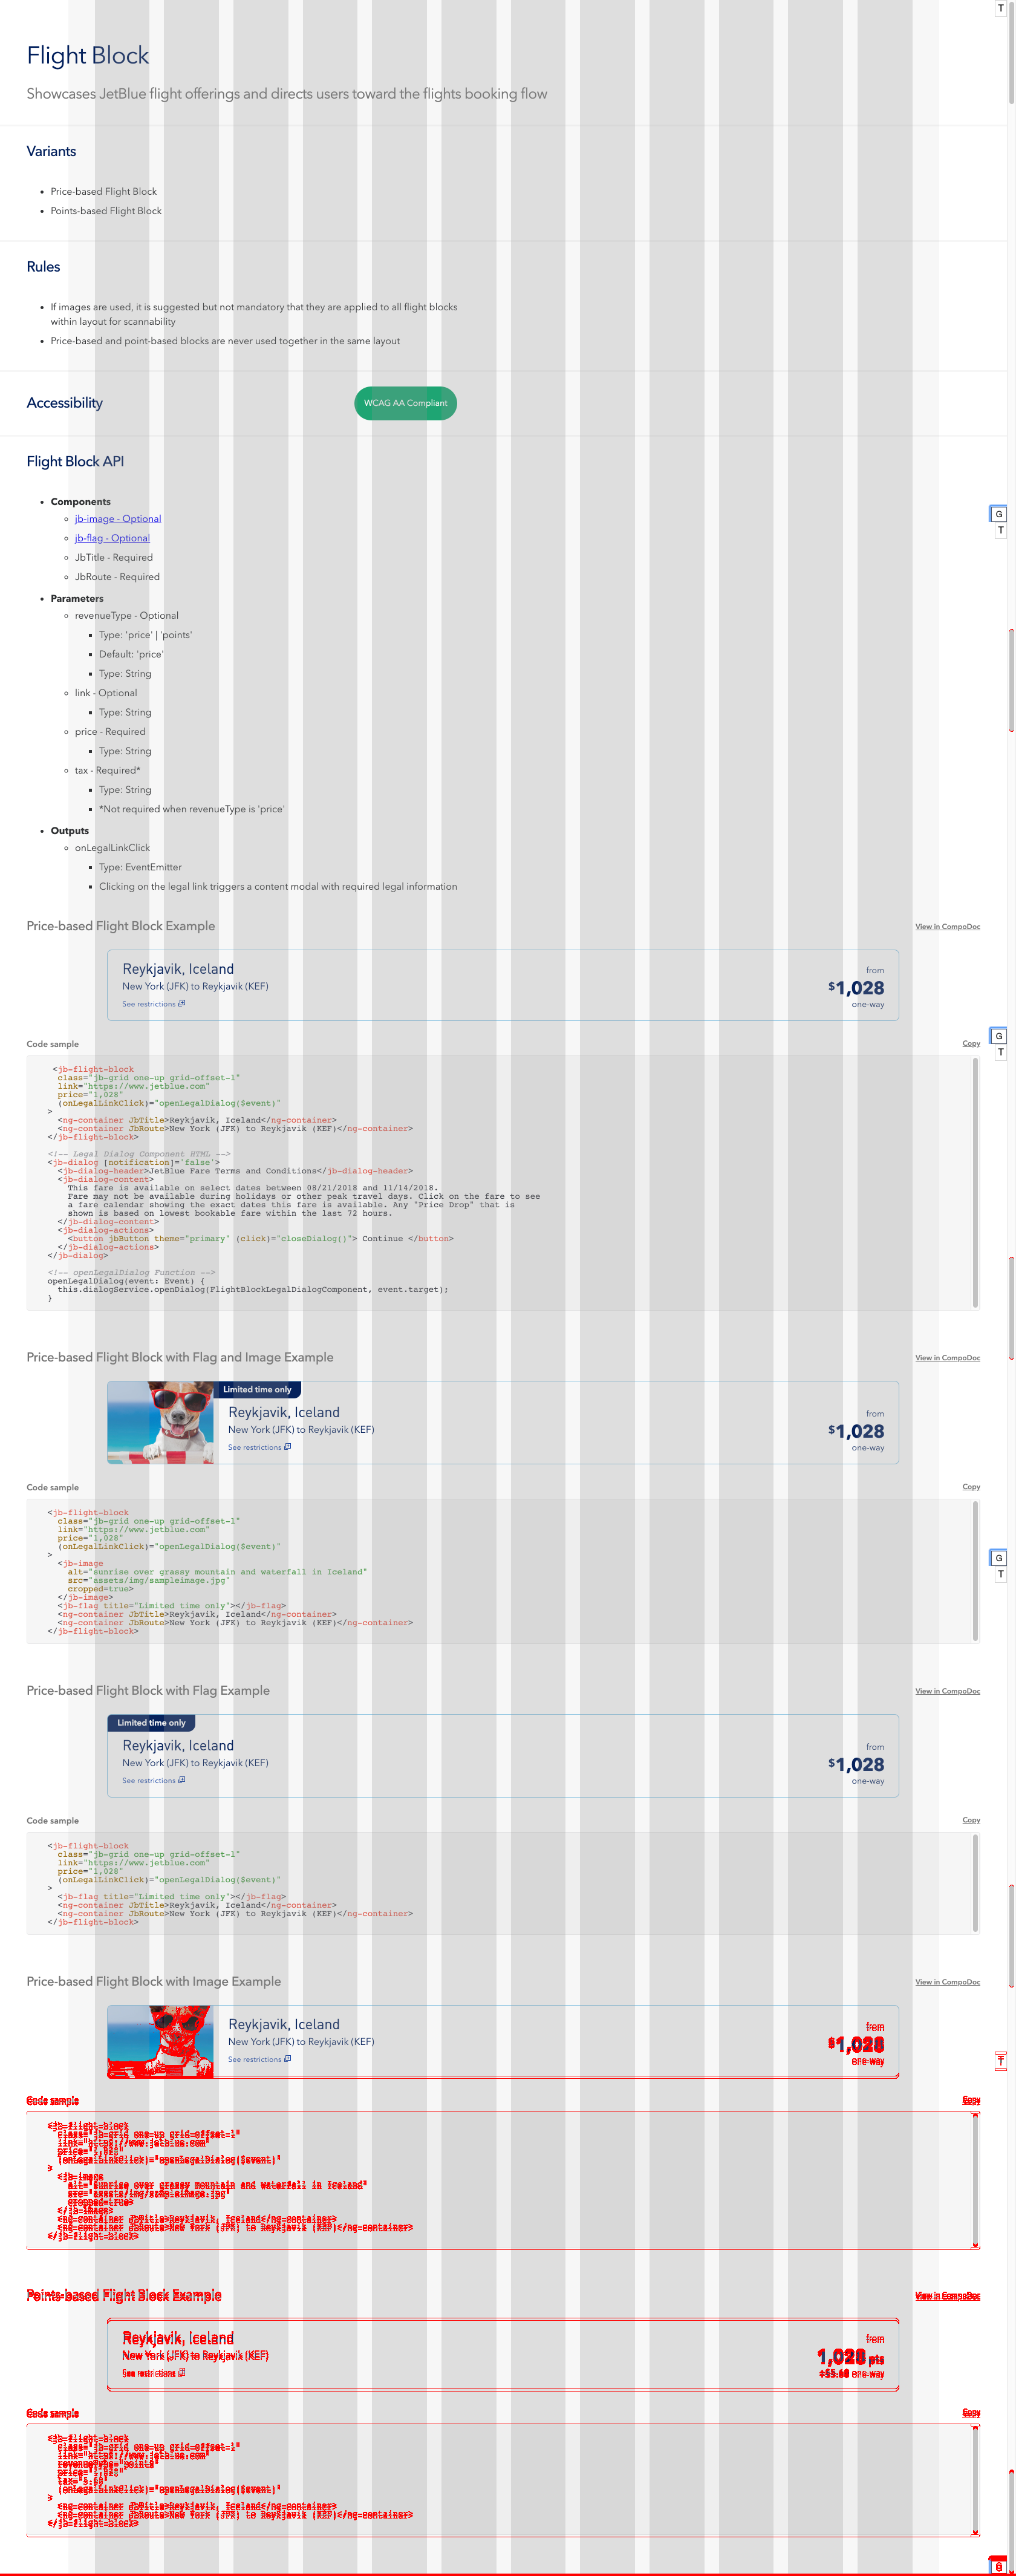 T
Flight Block
Showcases JetBlue flight offerings and directs users toward the flights booking flow
Variants
• Price-based Flight Block
• Points-based Flight Block
Rules
• If images are used, it is suggested but not mandatory that they are applied to all flight blocks
within layout for scannability
• Price-based and point-based blocks are never used together in the same layout
Accessibility
WCAG AA Compliant
Flight Block API
• Components
jb-image - Optional
G
jb-flag - Optional
T
JbTitle - Required
JbRoute - Required
• Parameters
revenueType - Optional
Type: 'price' | 'points'
Default: 'price'
Type: String
link - Optional
Type: String
price - Required
Type: String
tax - Required*
Type: String
*Not required when revenueType is 'price'
• Outputs
onLegalLinkClick
Type: EventEmitter
Clicking on the legal link triggers a content modal with required legal information
Price-based Flight Block Example
View in CompoDoc
Reykjavik, Iceland
New York (JFK) to Reykjavik (KEF)
See restrictions
from
$1,028
one-way
G
T
Code sample
Copy
<jb-flight-block
class="jb-grid one-up grid-offset-1"
link="https://www.jetblue.com"
price="1,028"
(onLegalLinkClick)="openLegalDialog($event)"
>
<ng-container JbTitle>Reykjavik, Iceland</ng-container>
<ng-container JbRoute>New York (JFK) to Reykjavik (KEF)</ng-container>
</jb-flight-block>
<!-- Legal Dialog Component HTML -->
<jb-dialog [notification]='false'>
<jb-dialog-header>JetBlue Fare Terms and Conditions</jb-dialog-header>
<jb-dialog-content>
This fare is available on select dates between 08/21/2018 and 11/14/2018.
Fare may not be available during holidays or other peak travel days. Click on the fare to see
a fare calendar showing the exact dates this fare is available. Any "Price Drop" that is
shown is based on lowest bookable fare within the last 72 hours.
</jb-dialog-content>
<jb-dialog-actions>
<button jbButton theme="primary" (click)="closeDialog()"> Continue </button>
</jb-dialog-actions>
</jb-dialog>
<!-- openLegalDialog Function -->
openLegalDialog(event: Event) {
this.dialogService.openDialog(FlightBlockLegalDialogComponent, event.target);
}
Price-based Flight Block with Flag and Image Example
View in CompoDoc
Limited time only
Reykjavik, Iceland
New York (JFK) to Reykjavik (KEF)
See restrictions
from
$1,028
one-way
Code sample
Copy
<jb-flight-block
class="jb-grid one-up grid-offset-1"
link="https://www.jetblue.com"
price="1,028"
(onLegalLinkClick)="openLegalDialog($event)"
>
<jb-image
alt="sunrise over grassy mountain and waterfall in Iceland"
src="assets/img/sampleimage.jpg"
cropped=true>
</jb-image>
<jb-flag title="Limited time only"></jb-flag>
<ng-container JbTitle>Reykjavik, Iceland</ng-container>
<ng-container JbRoute>New York (JFK) to Reykjavik (KEF)</ng-container>
</jb-flight-block>
G
T
Price-based Flight Block with Flag Example
View in CompoDoc
Limited time only
Reykjavik, Iceland
New York (JFK) to Reykjavik (KEF)
See restrictions
from
$1,028
one-way
Code sample
Copy
<jb-flight-block
class="jb-grid one-up grid-offset-1"
link="https://www.jetblue.com"
price="1,028"
(onLegalLinkClick)="openLegalDialog($event)"
>
<jb-flag title="Limited time only"></jb-flag>
<ng-container JbTitle>Reykjavik, Iceland</ng-container>
<ng-container JbRoute>New York (JFK) to Reykjavik (KEF)</ng-container>
</jb-flight-block>
Price-based Flight Block with Image Example
View in CompoDoc
Reykjavik, Iceland
New York (JFK) to Reykjavik (KEF)
See restrictions
from
$1,028
one-way
T
Code sample
Copy
<jb-flight-block
class="jb-grid one-up grid-offset-1"
link="https://www.jetblue.com"
price="1,028"
(onLegalLinkClick)="openLegalDialog($event)"
>
<jb-image
alt="sunrise over grassy mountain and waterfall in Iceland"
src="assets/img/sampleimage.jpg"
cropped=true>
</jb-image>
<ng-container JbTitle>Reykjavik, Iceland</ng-container>
<ng-container JbRoute>New York (JFK) to Reykjavik (KEF)</ng-container>
</jb-flight-block>
Points-based Flight Block Example
View in CompoDoc
Reykjavik, Iceland
New York (JFK) to Reykjavik (KEF)
See restrictions
from
1,028 pts
one-way
Code sample
Copy
<jb-flight-block
class="jb-grid one-up grid-offset-1"
link="https://www.jetblue.com"
revenueType="points"
price="1,028"
(onLegalLinkClick)="openLegalDialog($event)"
>
<ng-container JbTitle>Reykjavik, Iceland</ng-container>
<ng-container JbRoute>New York (JFK) to Reykjavik (KEF)</ng-container>
</jb-flight-block>
G